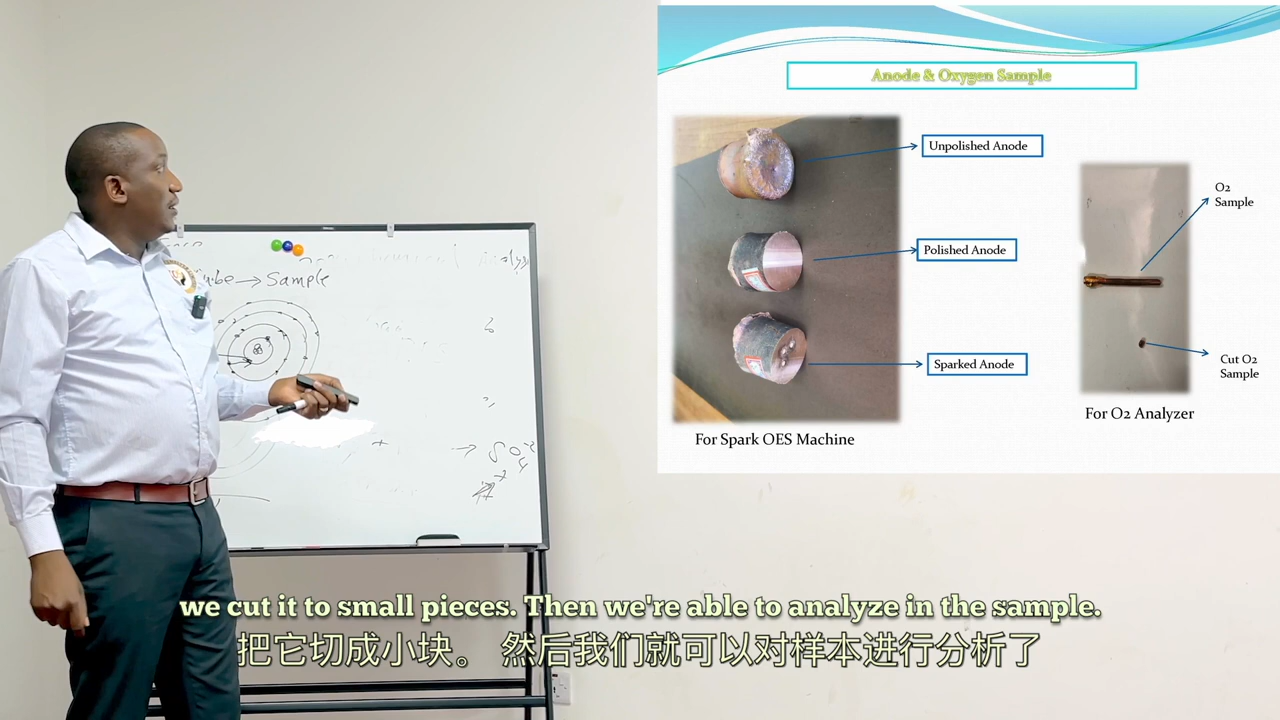 Anode & Oxygen Sample
Unpolished Anode
Polished Anode
Sparked Anode
For Spark OES Machine
O2
Sample
Cut O2
Sample
For O2 Analyzer
→ Sample
→ SO4
we cut it to small pieces. Then we're able to analyze in the sample.
把它切成小块。 然后我们就可以对样本进行分析了